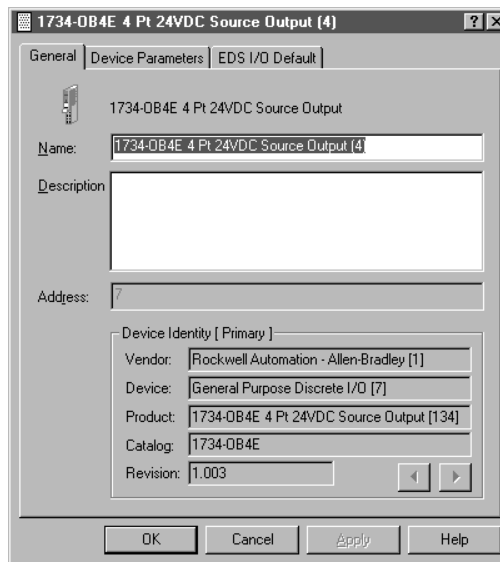 1734-OB4E 4 Pt 24VDC Source Output (4)
General Device Parameters EDS I/O Default
1734-OB4E 4 Pt 24VDC Source Output
Name: 1734-OB4E 4 Pt 24VDC Source Output (4)
Description
Address: 7
Device Identity [ Primary ]
Vendor: Rockwell Automation - Allen-Bradley [1]
Device: General Purpose Discrete I/O [7]
Product: 1734-OB4E 4 Pt 24VDC Source Output [134]
Catalog: 1734-OB4E
Revision: 1.003
OK Cancel Apply Help